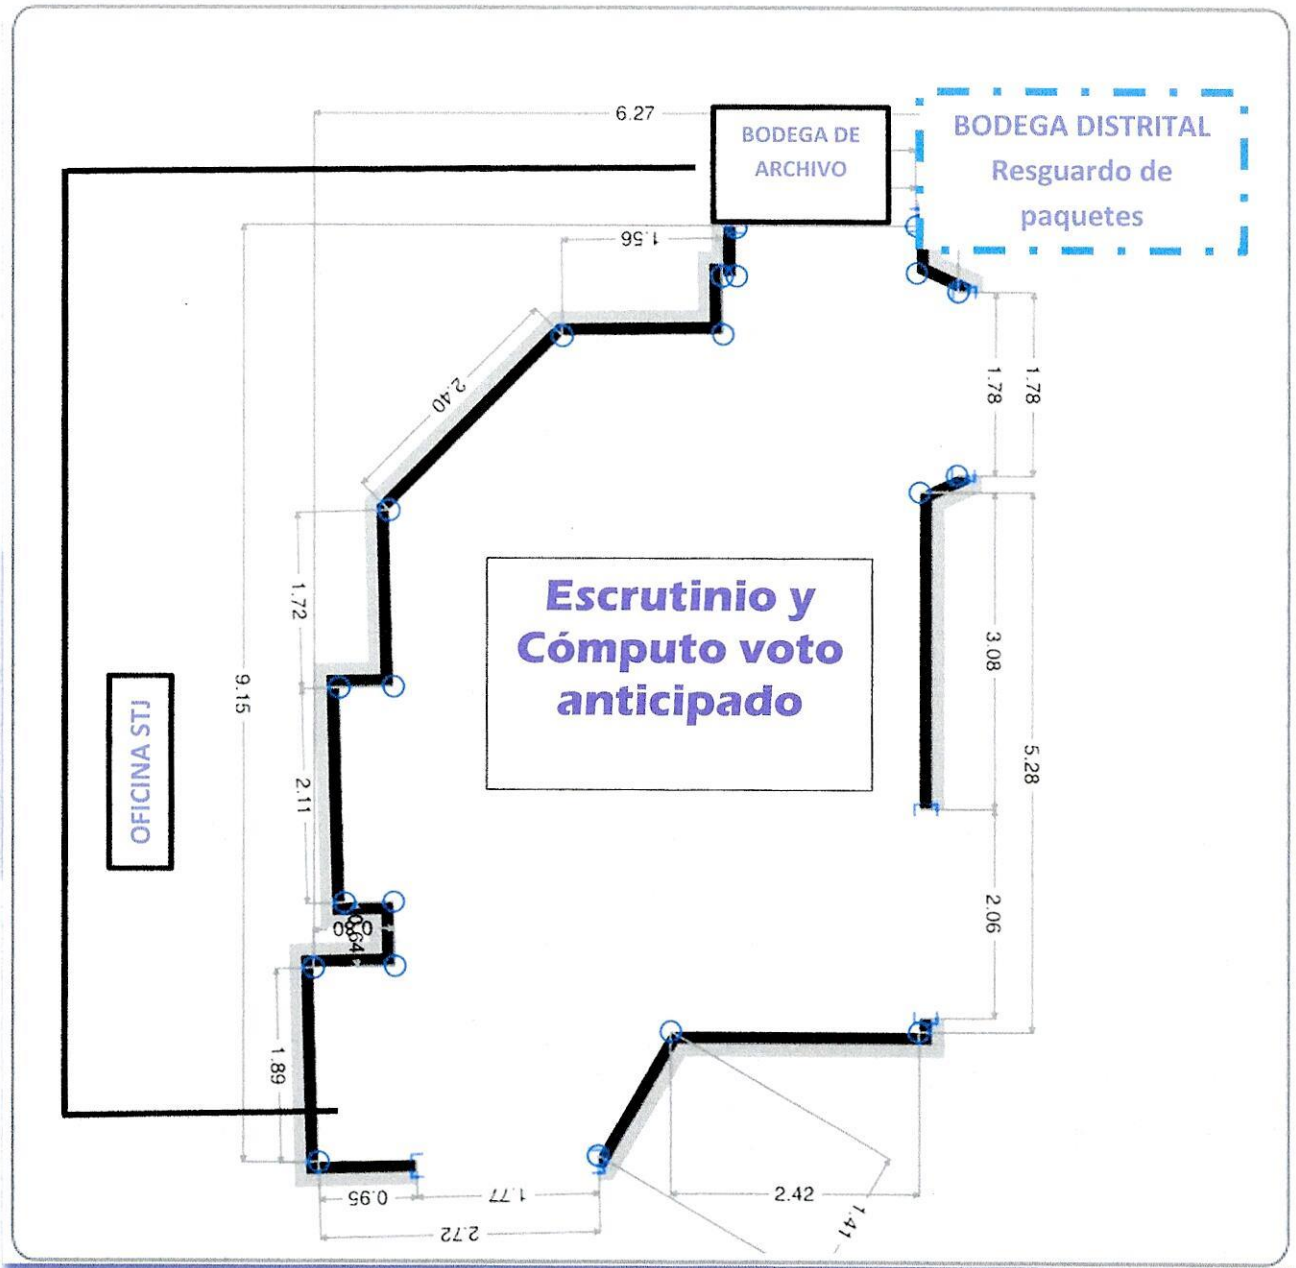 6.27
BODEGA DE
ARCHIVO
BODEGA DISTRITAL
Resguardo de
paquetes
1.56
2.40
1.78
1.78
1.72
9.15
Escrutinio y
Cómputo voto
anticipado
3.08
5.28
OFICINA STJ
2.11
2.06
0.64
1.89
0.95
1.77
2.72
2.42
1.41